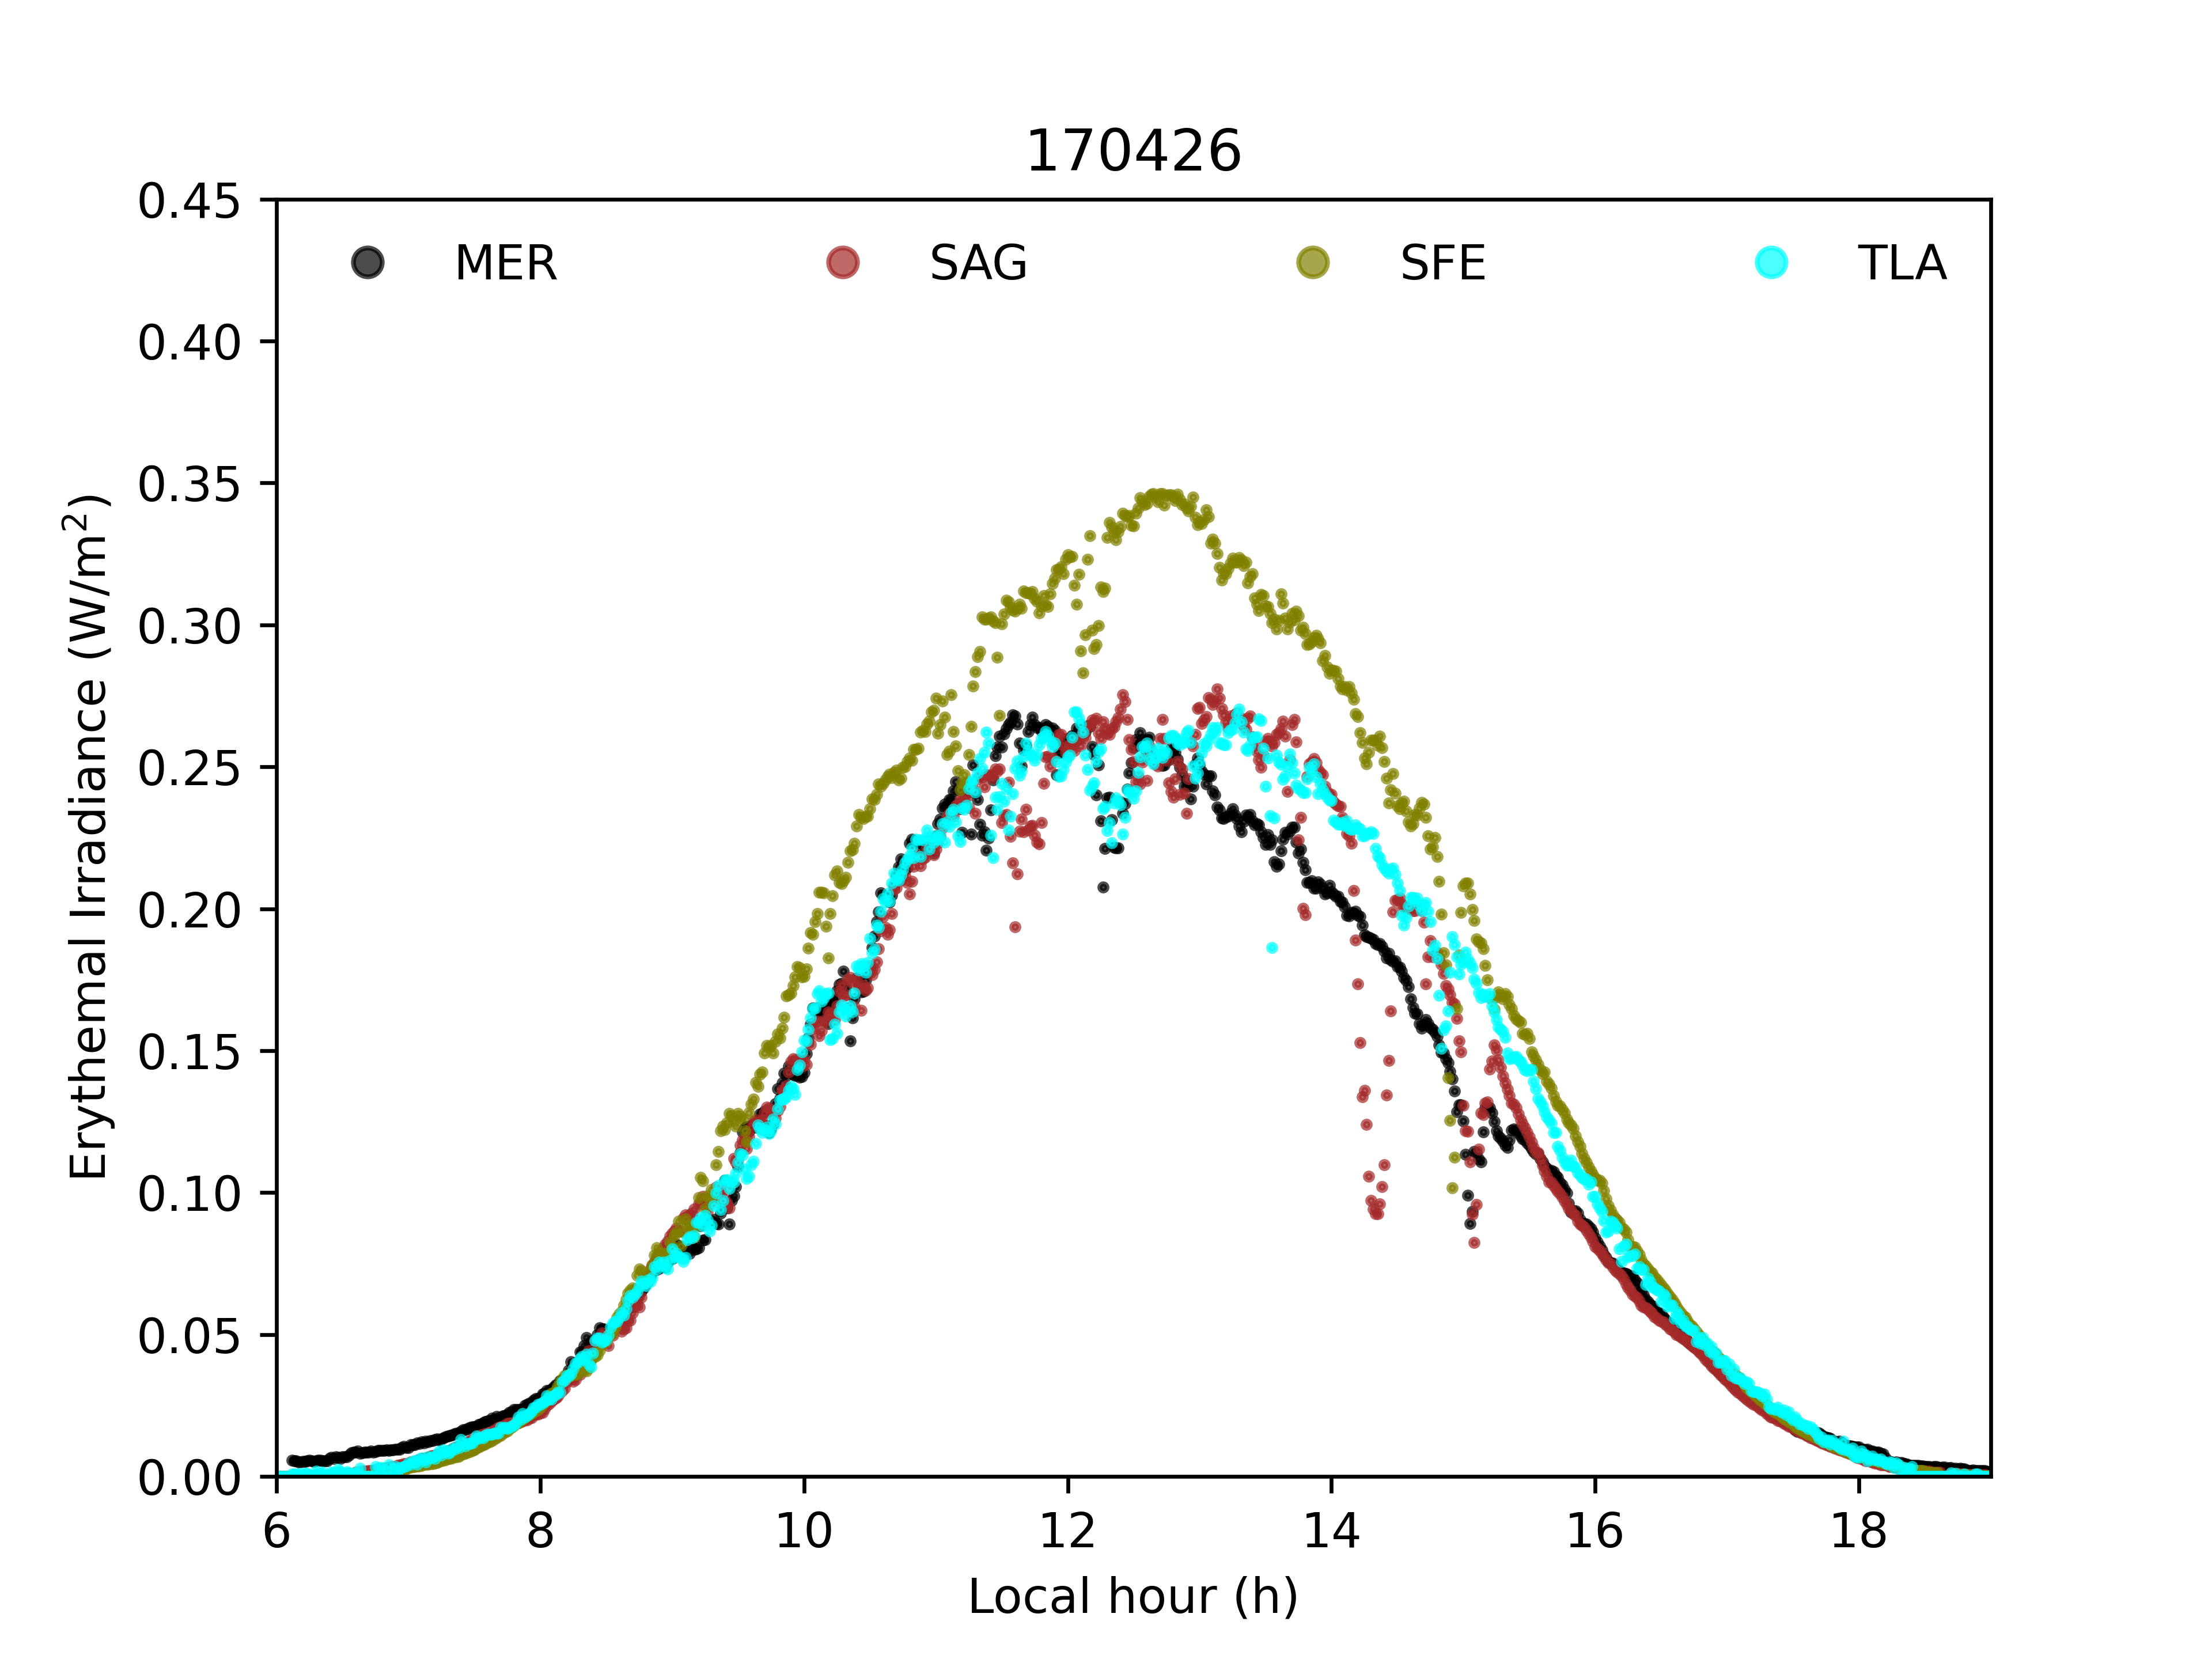 170426
0.45
0.40
0.35
0.30
0.25
0.20
0.15
0.10
0.05
0.00
Erythemal Irradiance (W/m²)
MER SAG SFE TLA
6 8 10 12 14 16 18
Local hour (h)